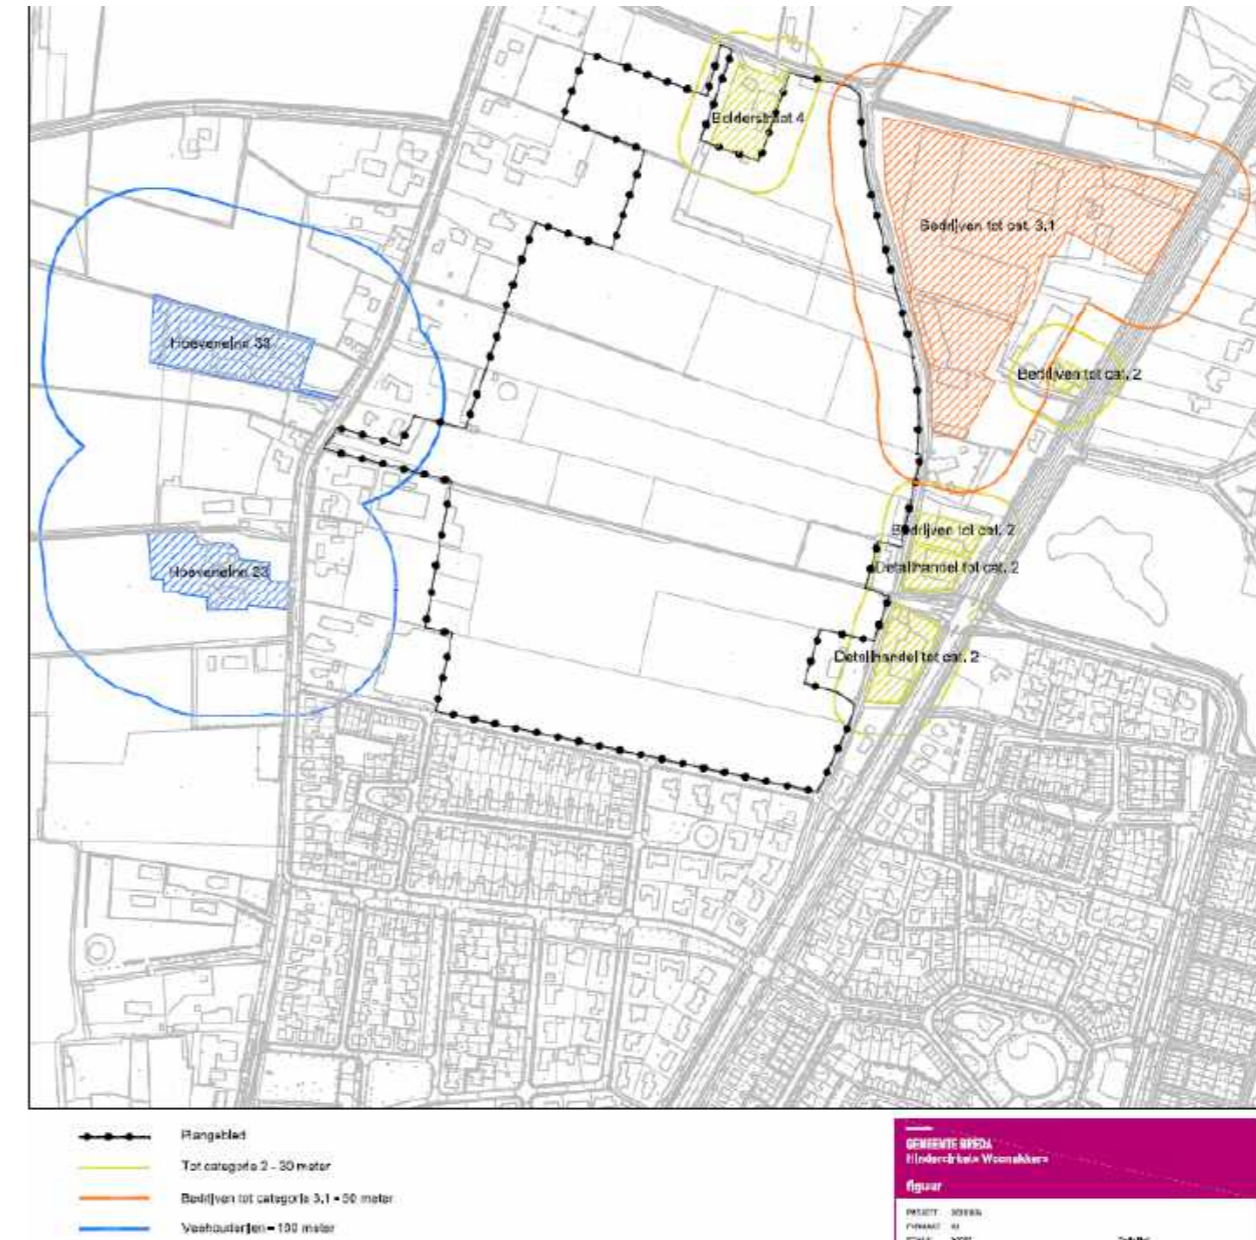 Bolderstraat 4
Bedrijven tot cat. 3.1
Hoeveneind 33
Bedrijven tot cat. 2
Bedrijven tot cat. 2
Hoeveneind 23
Detailhandel tot cat. 2
Detailhandel tot cat. 2
Plangebied
Tot categorie 2 - 30 meter
Bedrijven tot categorie 3.1 - 50 meter
Veehouderijen - 100 meter
GEMEENTE BREDA
Hindercirkels Woonakkers
figuur
PROJECT